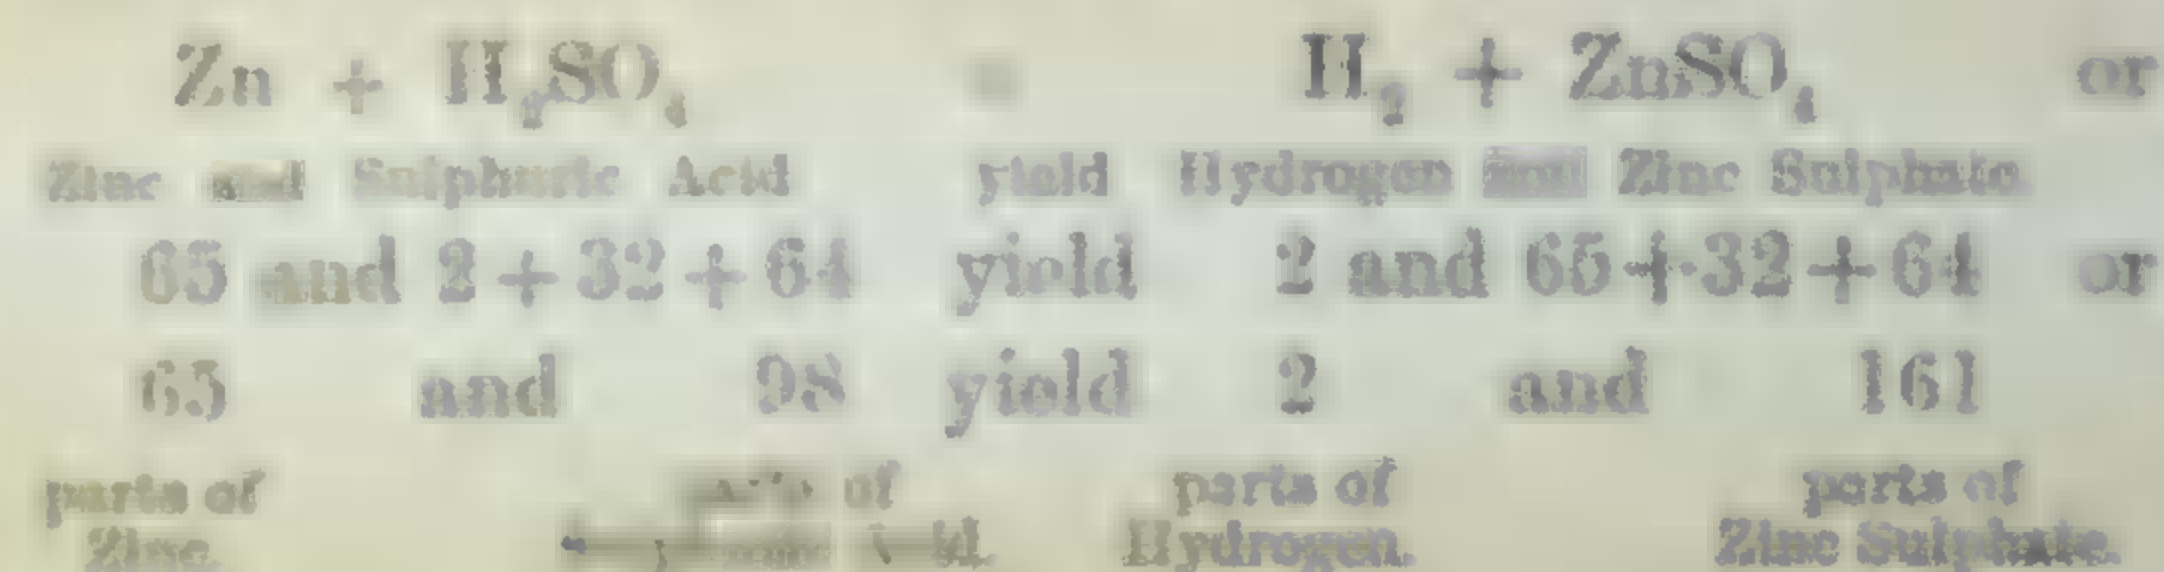 Zn + H₂SO₄ = H₂ + ZnSO₄ or
Zinc and Sulphuric Acid yield Hydrogen and Zinc Sulphate.
65 and 2 + 32 + 64 yield 2 and 65 + 32 + 64 or
65 and 98 yield 2 and 161
parts of of parts of parts of
Zinc Hydrogen. Zinc Sulphate.